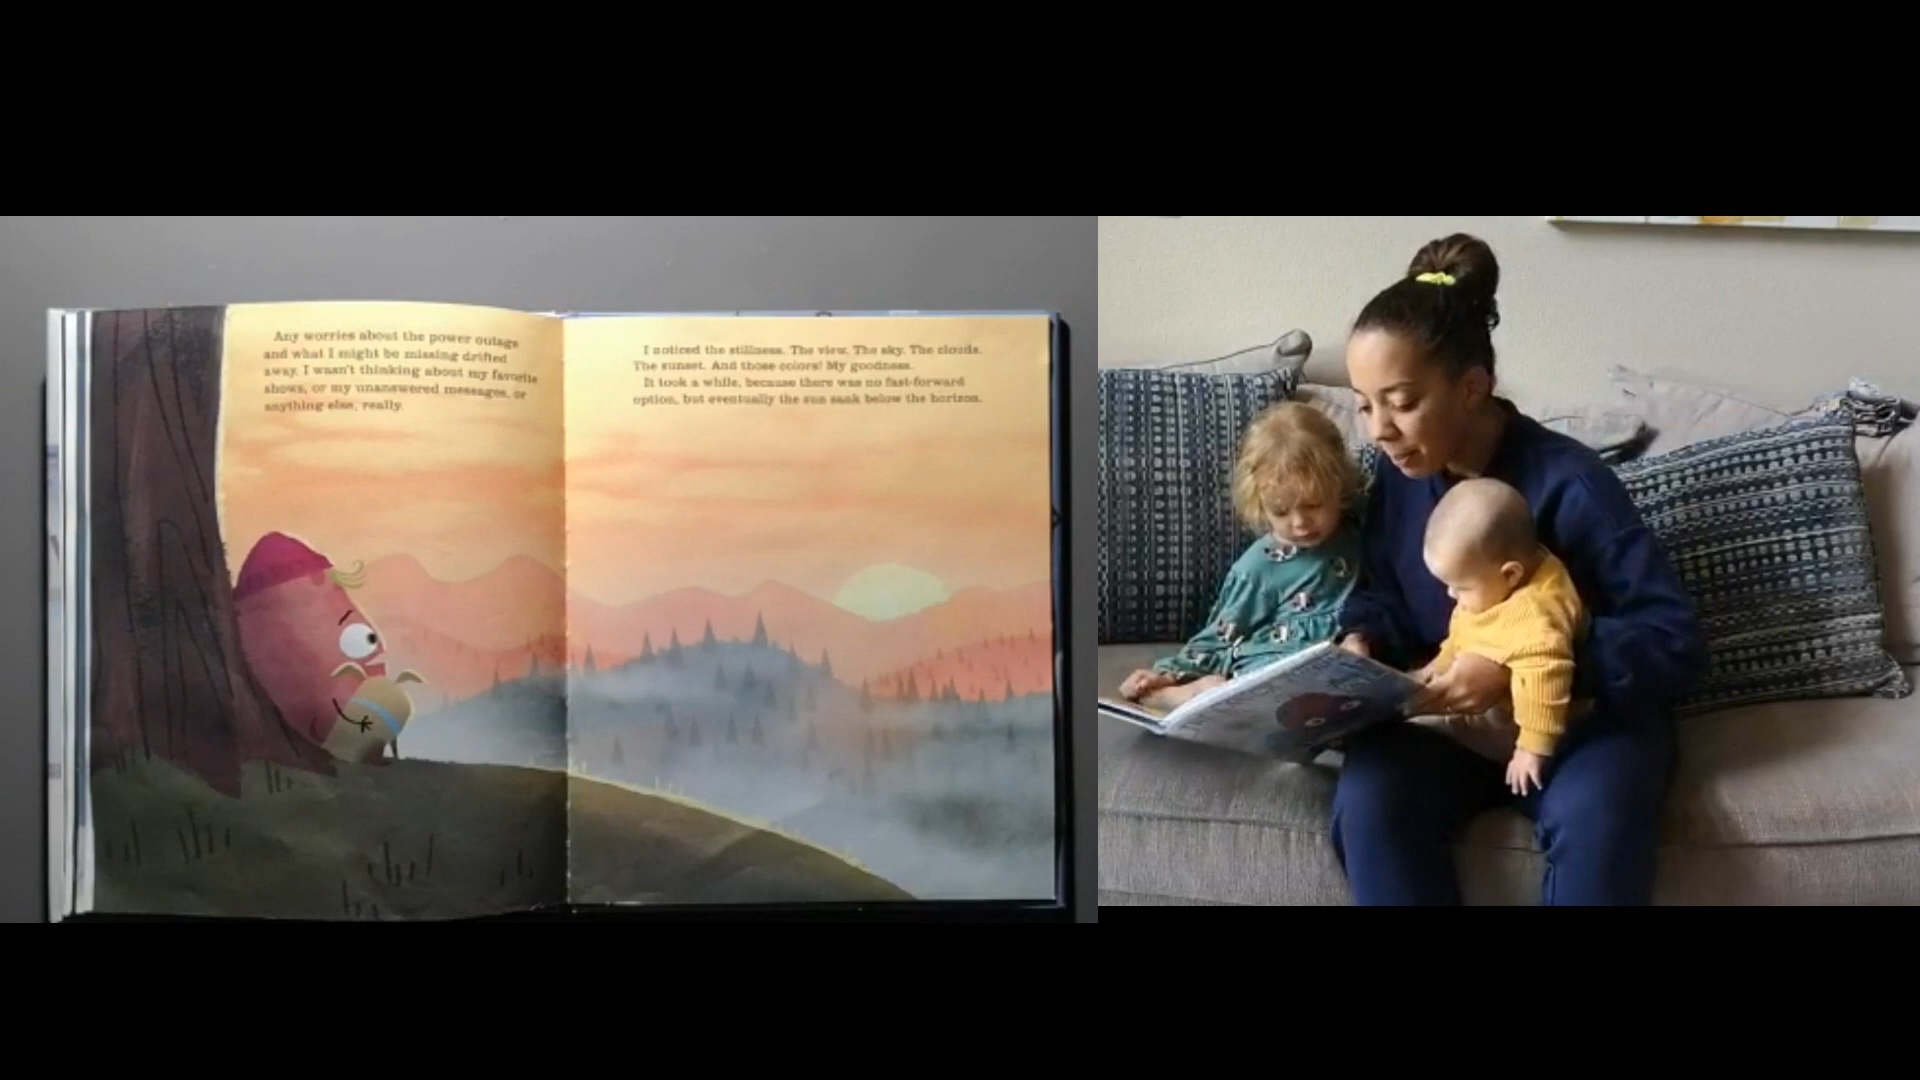 Any worries about the power outage
and what I might be missing drifted
away. I wasn't thinking about my favorite
shows, or my unanswered messages, or
anything else, really.
I noticed the stillness. The view. The sky. The clouds.
The sunset. And those colors! My goodness.
It took a while, because there was no fast-forward
option, but eventually the sun sank below the horizon.